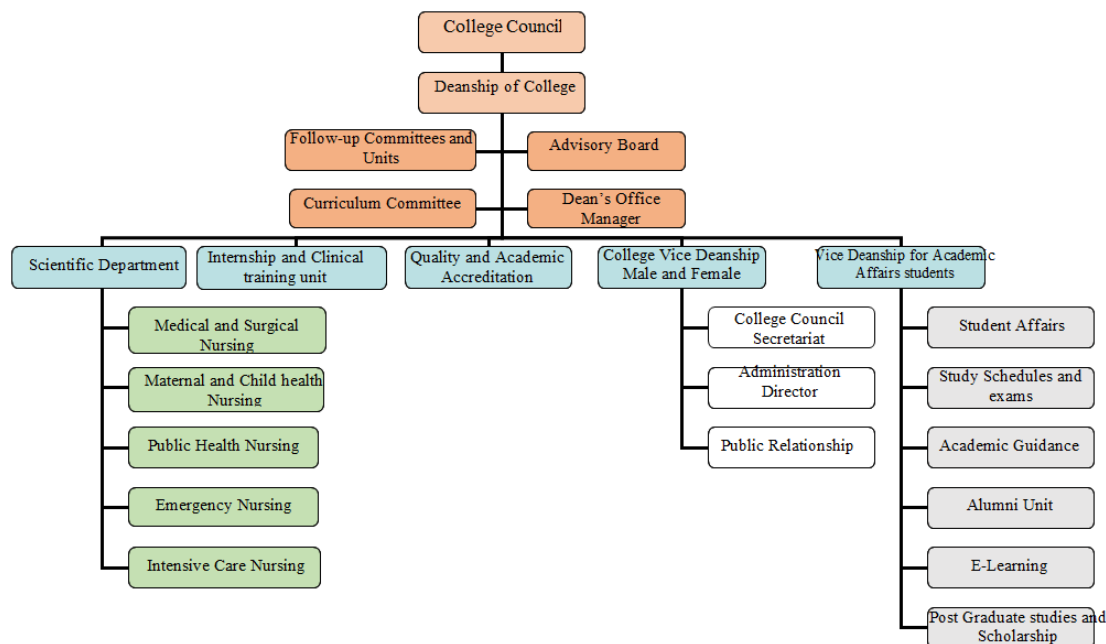 College Council
Deanship of College
Follow-up Committees and
Units
Advisory Board
Curriculum Committee
Dean’s Office
Manager
Scientific Department
Internship and Clinical
training unit
Quality and Academic
Accreditation
College Vice Deanship
Male and Female
Vice Deanship for Academic
Affairs students
Medical and Surgical
Nursing
Maternal and Child health
Nursing
Public Health Nursing
Emergency Nursing
Intensive Care Nursing
College Council
Secretariat
Administration
Director
Public Relationship
Student Affairs
Study Schedules and
exams
Academic Guidance
Alumni Unit
E-Learning
Post Graduate studies and
Scholarship